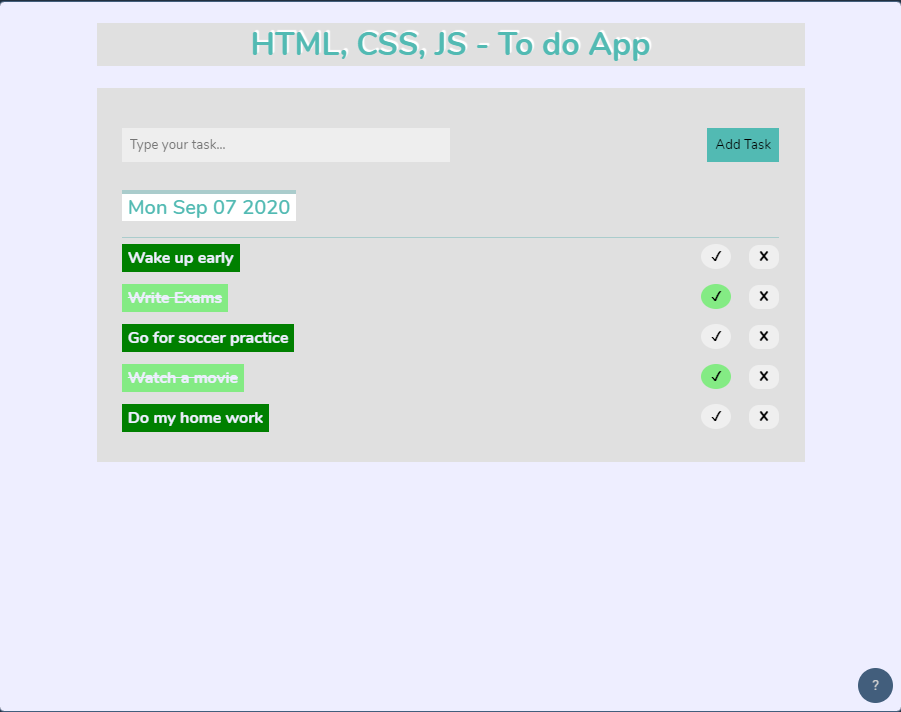 HTML, CSS, JS - To do App
Type your task...
Add Task
Mon Sep 07 2020
Wake up early ✓ X
Write Exams ✓ X
Go for soccer practice ✓ X
Watch a movie ✓ X
Do my home work ✓ X
?